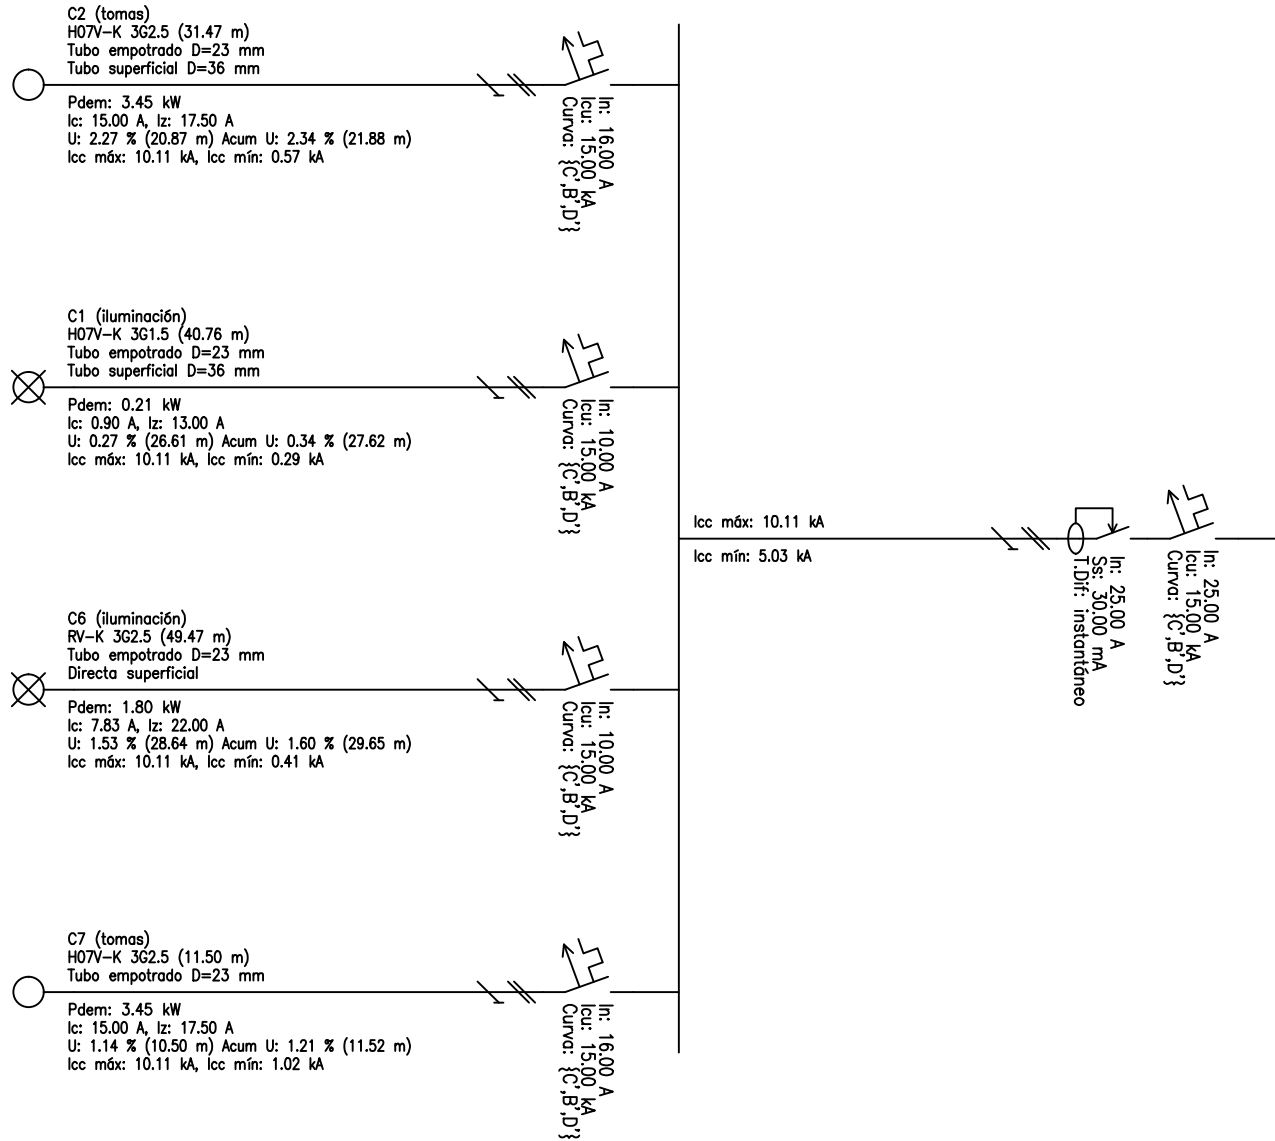 C2 (tomas)
H07V-K 3G2.5 (31.47 m)
Tubo empotrado D=23 mm
Tubo superficial D=36 mm
Pdem: 3.45 kW
Ic: 15.00 A, Iz: 17.50 A
U: 2.27 % (20.87 m) Acum U: 2.34 % (21.88 m)
Icc máx: 10.11 kA, Icc mín: 0.57 kA
In: 16.00 A
Icu: 15.00 kA
Curva: {C',B',D'}
C1 (iluminación)
H07V-K 3G1.5 (40.76 m)
Tubo empotrado D=23 mm
Tubo superficial D=36 mm
Pdem: 0.21 kW
Ic: 0.90 A, Iz: 13.00 A
U: 0.27 % (26.61 m) Acum U: 0.34 % (27.62 m)
Icc máx: 10.11 kA, Icc mín: 0.29 kA
In: 10.00 A
Icu: 15.00 kA
Curva: {C',B',D'}
Icc máx: 10.11 kA
Icc mín: 5.03 kA
In: 25.00 A
Ss: 30.00 mA
T.Dif: instantáneo
In: 25.00 A
Icu: 15.00 kA
Curva: {C',B',D'}
C6 (iluminación)
RV-K 3G2.5 (49.47 m)
Tubo empotrado D=23 mm
Directa superficial
Pdem: 1.80 kW
Ic: 7.83 A, Iz: 22.00 A
U: 1.53 % (28.64 m) Acum U: 1.60 % (29.65 m)
Icc máx: 10.11 kA, Icc mín: 0.41 kA
In: 10.00 A
Icu: 15.00 kA
Curva: {C',B',D'}
C7 (tomas)
H07V-K 3G2.5 (11.50 m)
Tubo empotrado D=23 mm
Pdem: 3.45 kW
Ic: 15.00 A, Iz: 17.50 A
U: 1.14 % (10.50 m) Acum U: 1.21 % (11.52 m)
Icc máx: 10.11 kA, Icc mín: 1.02 kA
In: 16.00 A
Icu: 15.00 kA
Curva: {C',B',D'}